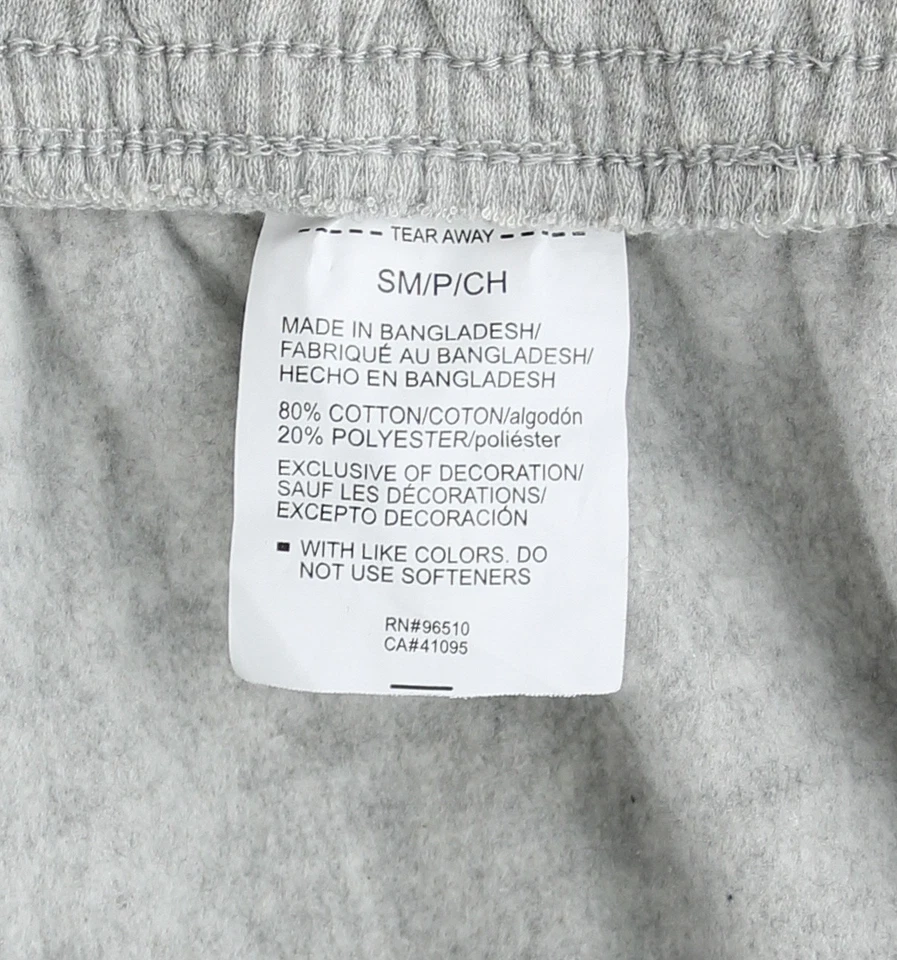 TEAR AWAY
SM/P/CH
MADE IN BANGLADESH/
FABRIQUÉ AU BANGLADESH/
HECHO EN BANGLADESH
80% COTTON/COTON/algodón
20% POLYESTER/poliéster
EXCLUSIVE OF DECORATION/
SAUF LES DÉCORATIONS/
EXCEPTO DECORACIÓN
WITH LIKE COLORS. DO
NOT USE SOFTENERS
RN#96510
CA#41095